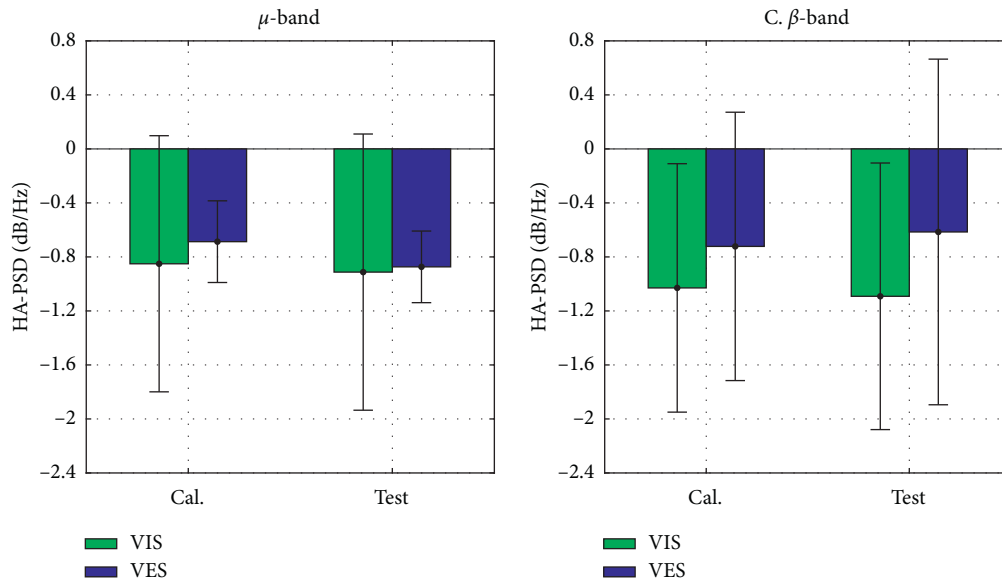 μ-band
HA-PSD (dB/Hz)
0.8
0.4
0
−0.4
−0.8
−1.2
−1.6
−2
−2.4
Cal.
Test
VIS
VES
C. β-band
HA-PSD (dB/Hz)
0.8
0.4
0
−0.4
−0.8
−1.2
−1.6
−2
−2.4
Cal.
Test
VIS
VES